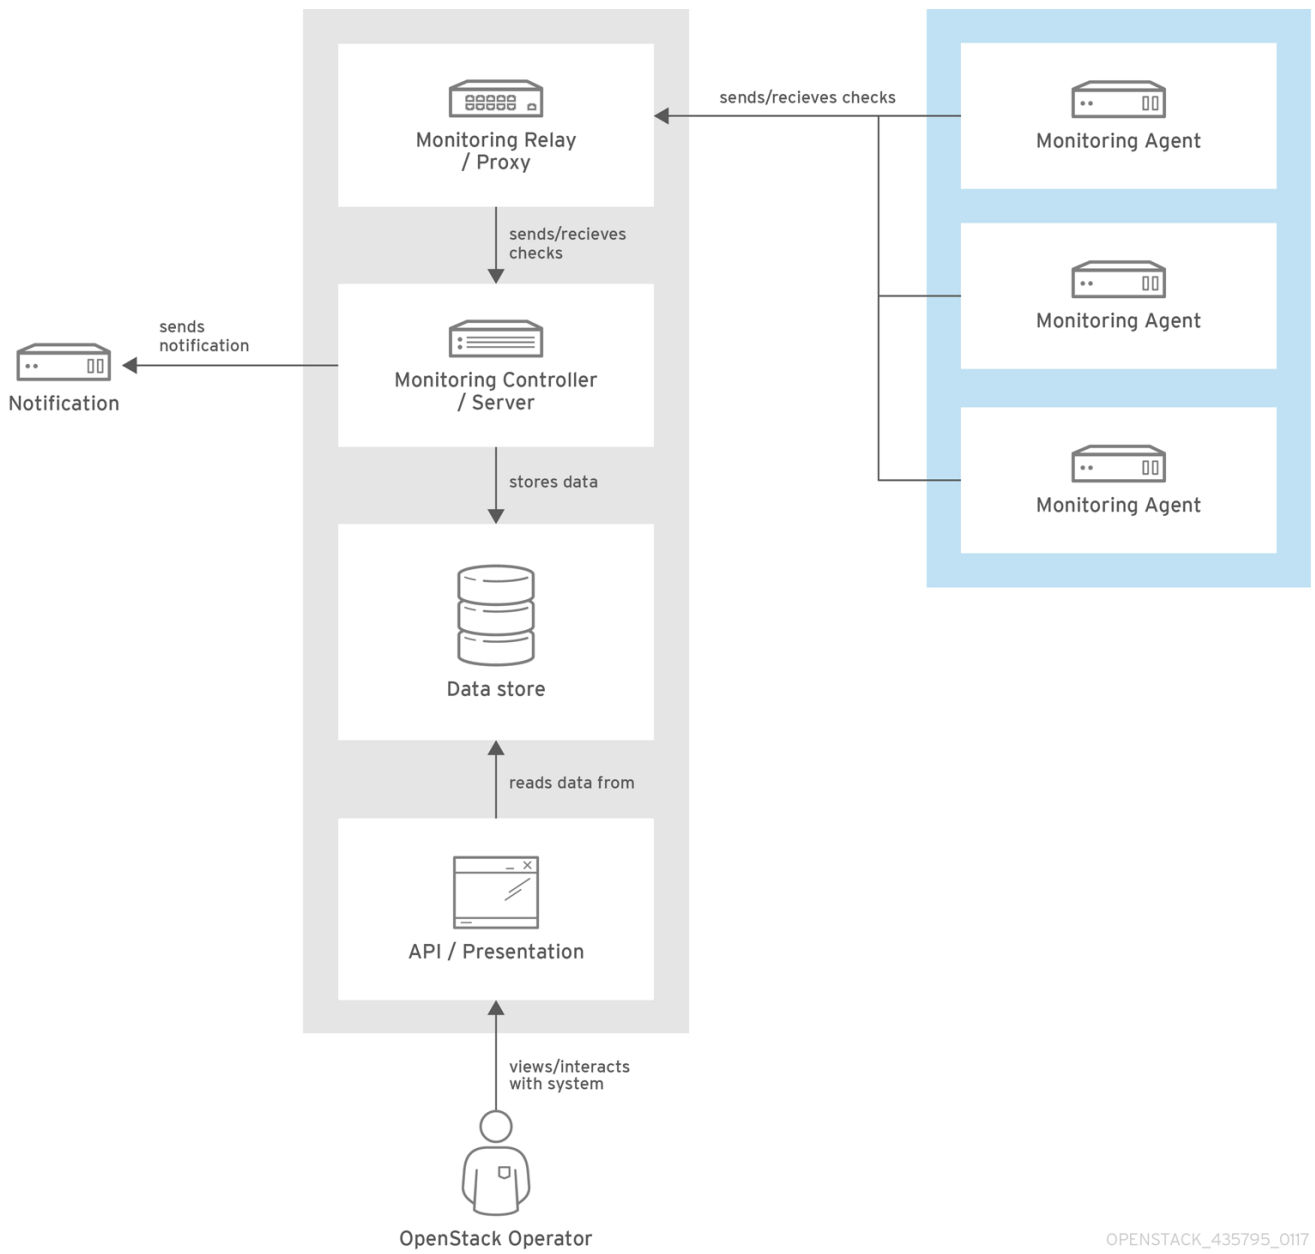 Monitoring Relay
/ Proxy
sends/recieves checks
Monitoring Agent
sends/recieves
checks
Monitoring Agent
sends
notification
Notification
Monitoring Controller
/ Server
Monitoring Agent
stores data
Data store
reads data from
API / Presentation
views/interacts
with system
OpenStack Operator
OPENSTACK_435795_0117